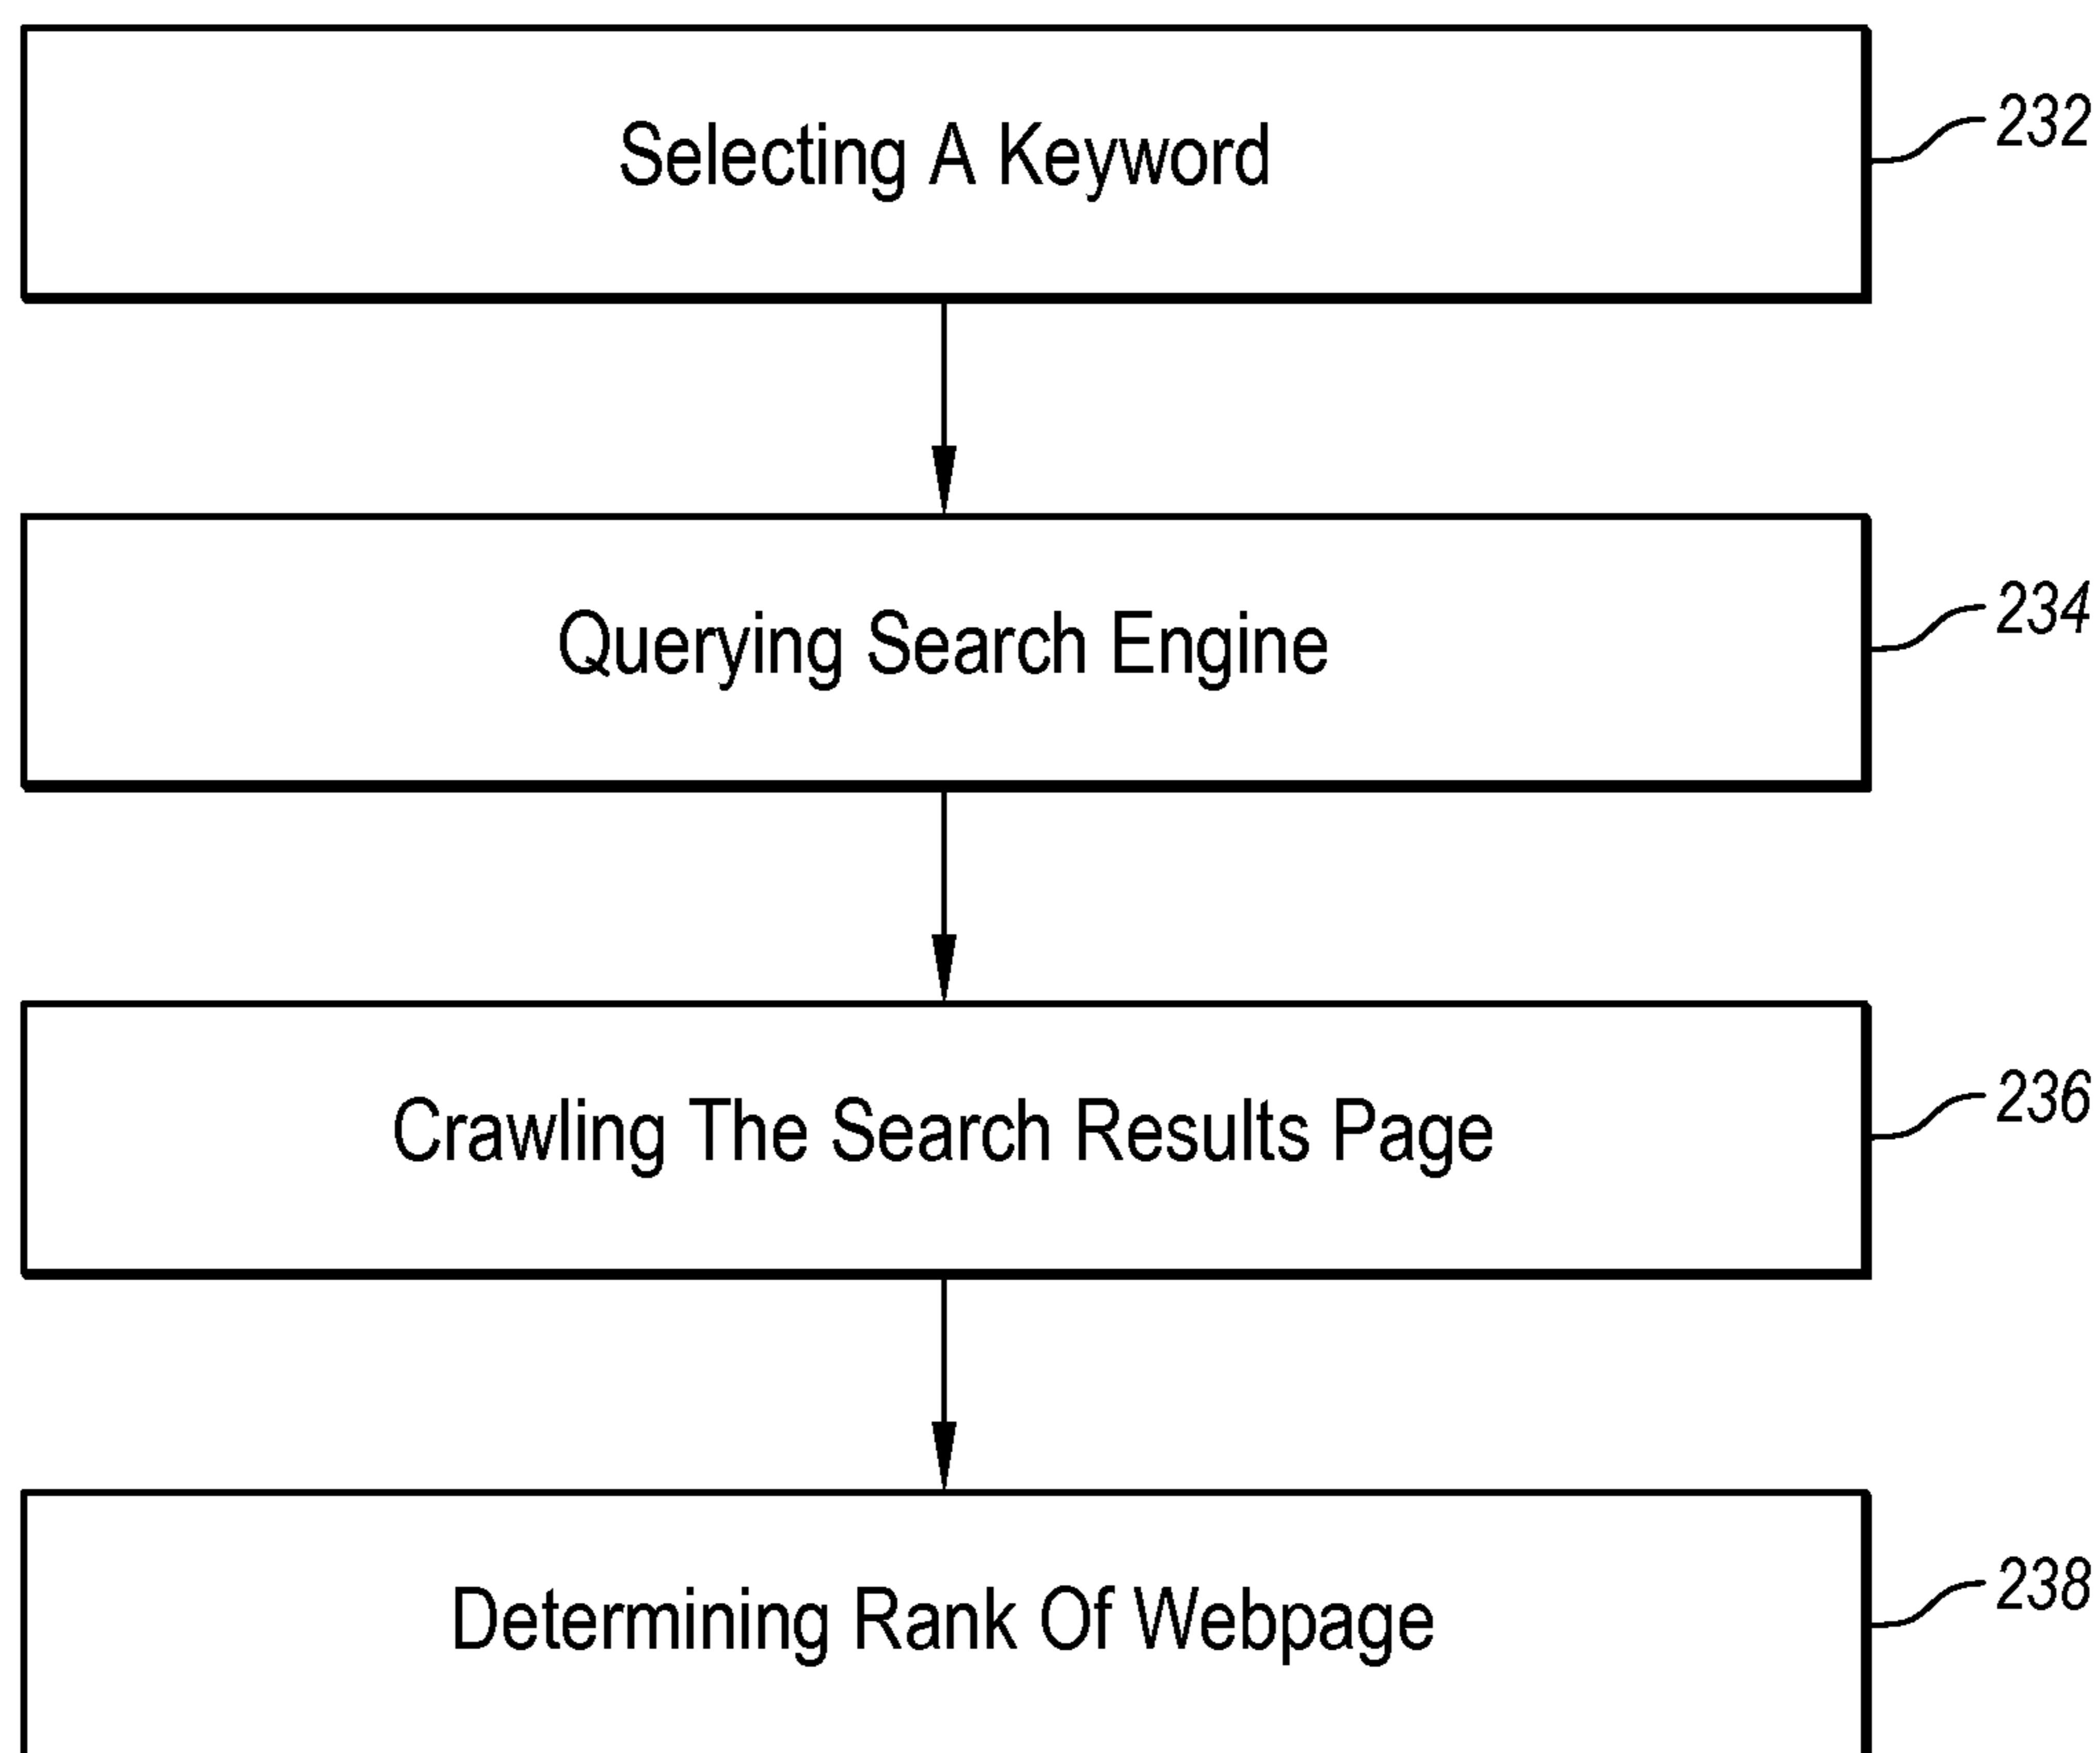 Selecting A Keyword
232
Querying Search Engine
234
Crawling The Search Results Page
236
Determining Rank Of Webpage
238